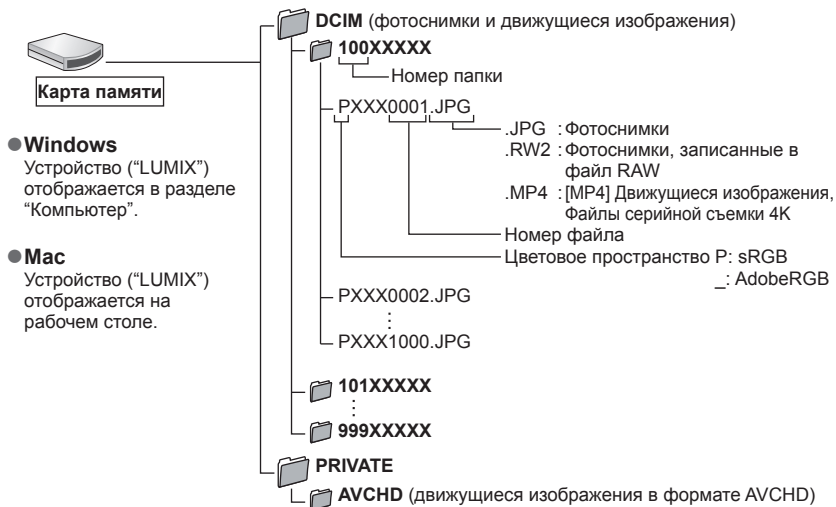 DCIM (фотоснимки и движущиеся изображения)
100XXXXX
Номер папки
Карта памяти
PXXX0001.JPG
.JPG : Фотоснимки
.RW2 : Фотоснимки, записанные в
файл RAW
.MP4 : [MP4] Движущиеся изображения,
Файлы серийной съемки 4K
Номер файла
Цветовое пространство P: sRGB
_: AdobeRGB
●Windows
Устройство (“LUMIX”)
отображается в разделе
“Компьютер”.
●Mac
Устройство (“LUMIX”)
отображается на
рабочем столе.
PXXX0002.JPG
PXXX1000.JPG
101XXXXX
999XXXXX
PRIVATE
AVCHD (движущиеся изображения в формате AVCHD)